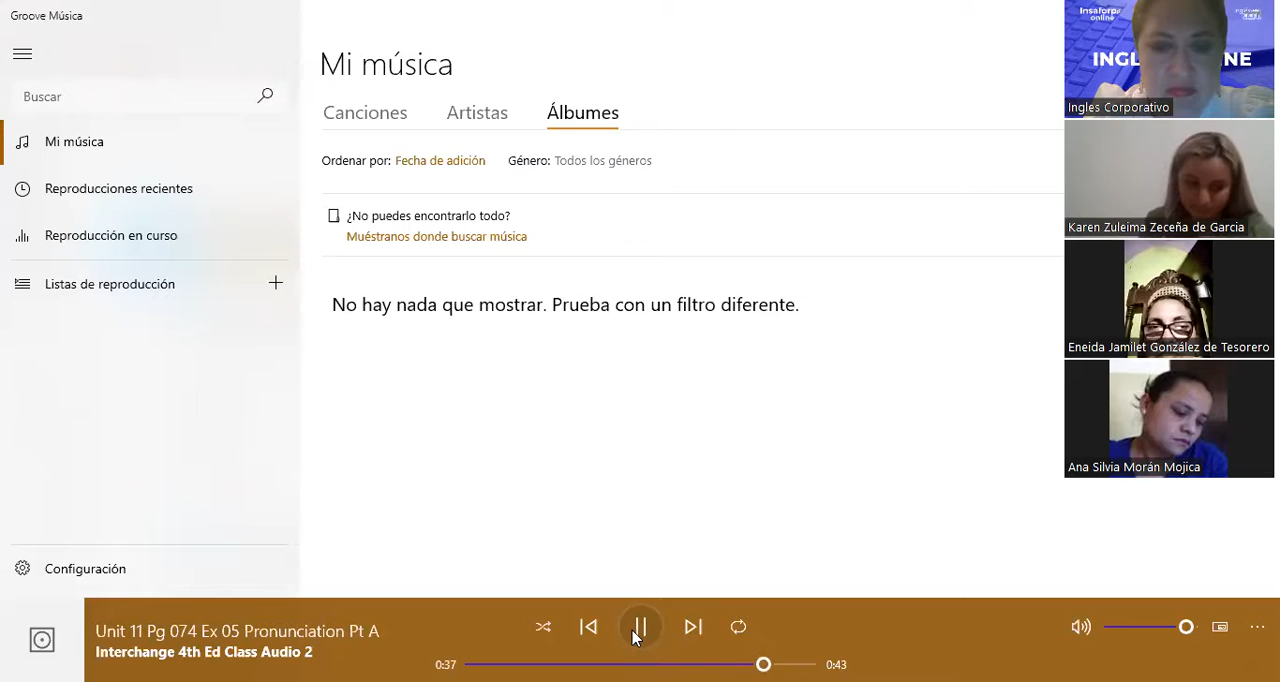 Groove Música
Buscar
Mi música
Reproducciones recientes
Reproducción en curso
Listas de reproducción
Configuración
Mi música
Canciones Artistas Álbumes
Ordenar por: Fecha de adición Género: Todos los géneros
¿No puedes encontrarlo todo?
Muéstranos donde buscar música
No hay nada que mostrar. Prueba con un filtro diferente.
Insaforp
online
Ingles Corporativo
Karen Zuleima Zeceña de Garcia
Eneida Jamilet González de Tesorero
Ana Silvia Morán Mojica
Unit 11 Pg 074 Ex 05 Pronunciation Pt A
Interchange 4th Ed Class Audio 2
0:37
0:43